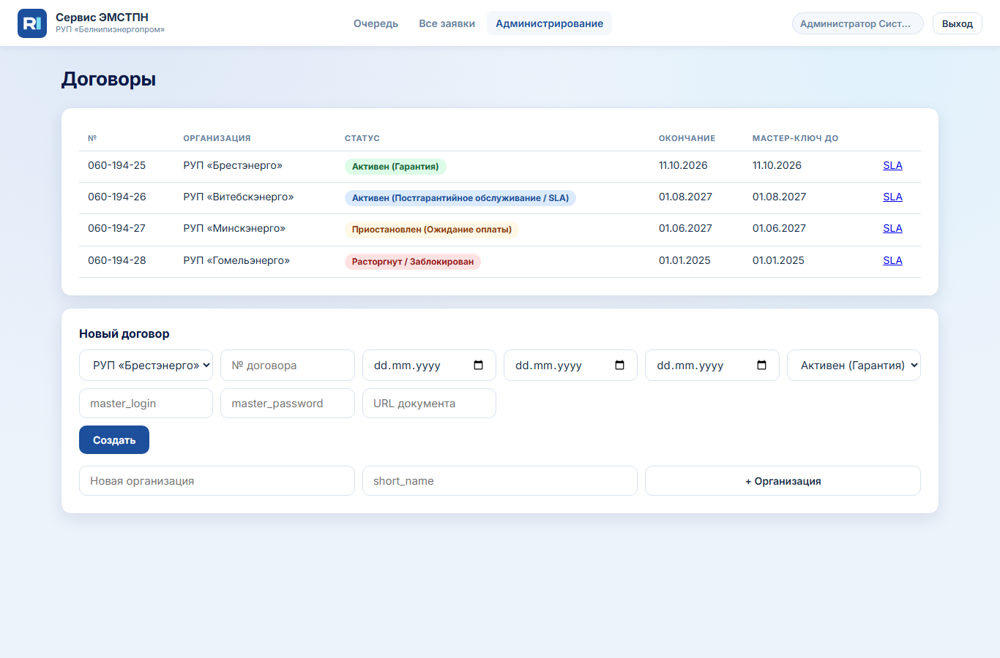 RI
Сервис ЭМСТПН
РУП «Белнипиэнергопром»
Очередь Все заявки Администрирование
Администратор Сист... Выход
Договоры
№ ОРГАНИЗАЦИЯ СТАТУС ОКОНЧАНИЕ МАСТЕР-КЛЮЧ ДО
060-194-25 РУП «Брестэнерго» Активен (Гарантия) 11.10.2026 11.10.2026 SLA
060-194-26 РУП «Витебскэнерго» Активен (Постгарантийное обслуживание / SLA) 01.08.2027 01.08.2027 SLA
060-194-27 РУП «Минскэнерго» Приостановлен (Ожидание оплаты) 01.06.2027 01.06.2027 SLA
060-194-28 РУП «Гомельэнерго» Расторгнут / Заблокирован 01.01.2025 01.01.2025 SLA
Новый договор
РУП «Брестэнерго» № договора dd.mm.yyyy dd.mm.yyyy dd.mm.yyyy Активен (Гарантия)
master_login master_password URL документа
Создать
Новая организация short_name + Организация